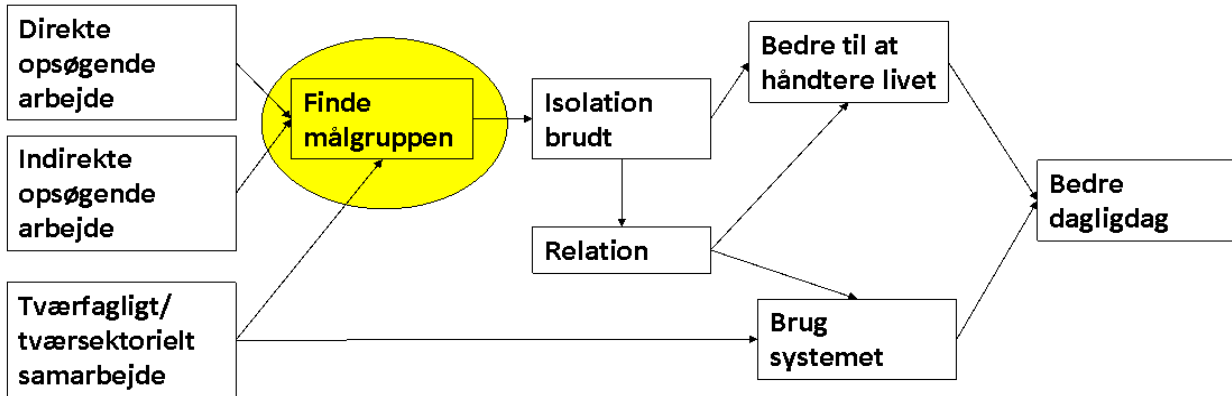 Direkte
opsøgende
arbejde
Indirekte
opsøgende
arbejde
Tværfagligt/
tværsektorielt
samarbejde
Finde
målgruppen
Isolation
brudt
Relation
Bedre til at
håndtere livet
Brug
systemet
Bedre
dagligdag